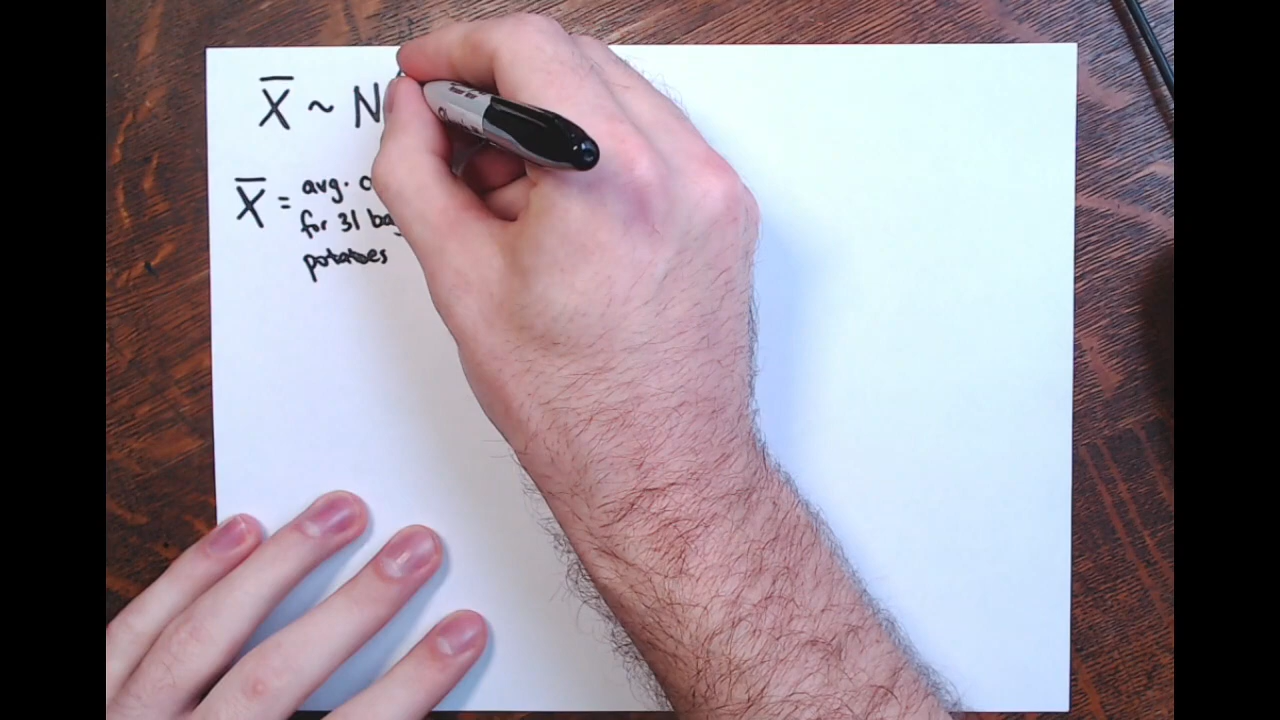 X̅ ~ N
X̅ = avg.
for 31
potatoes